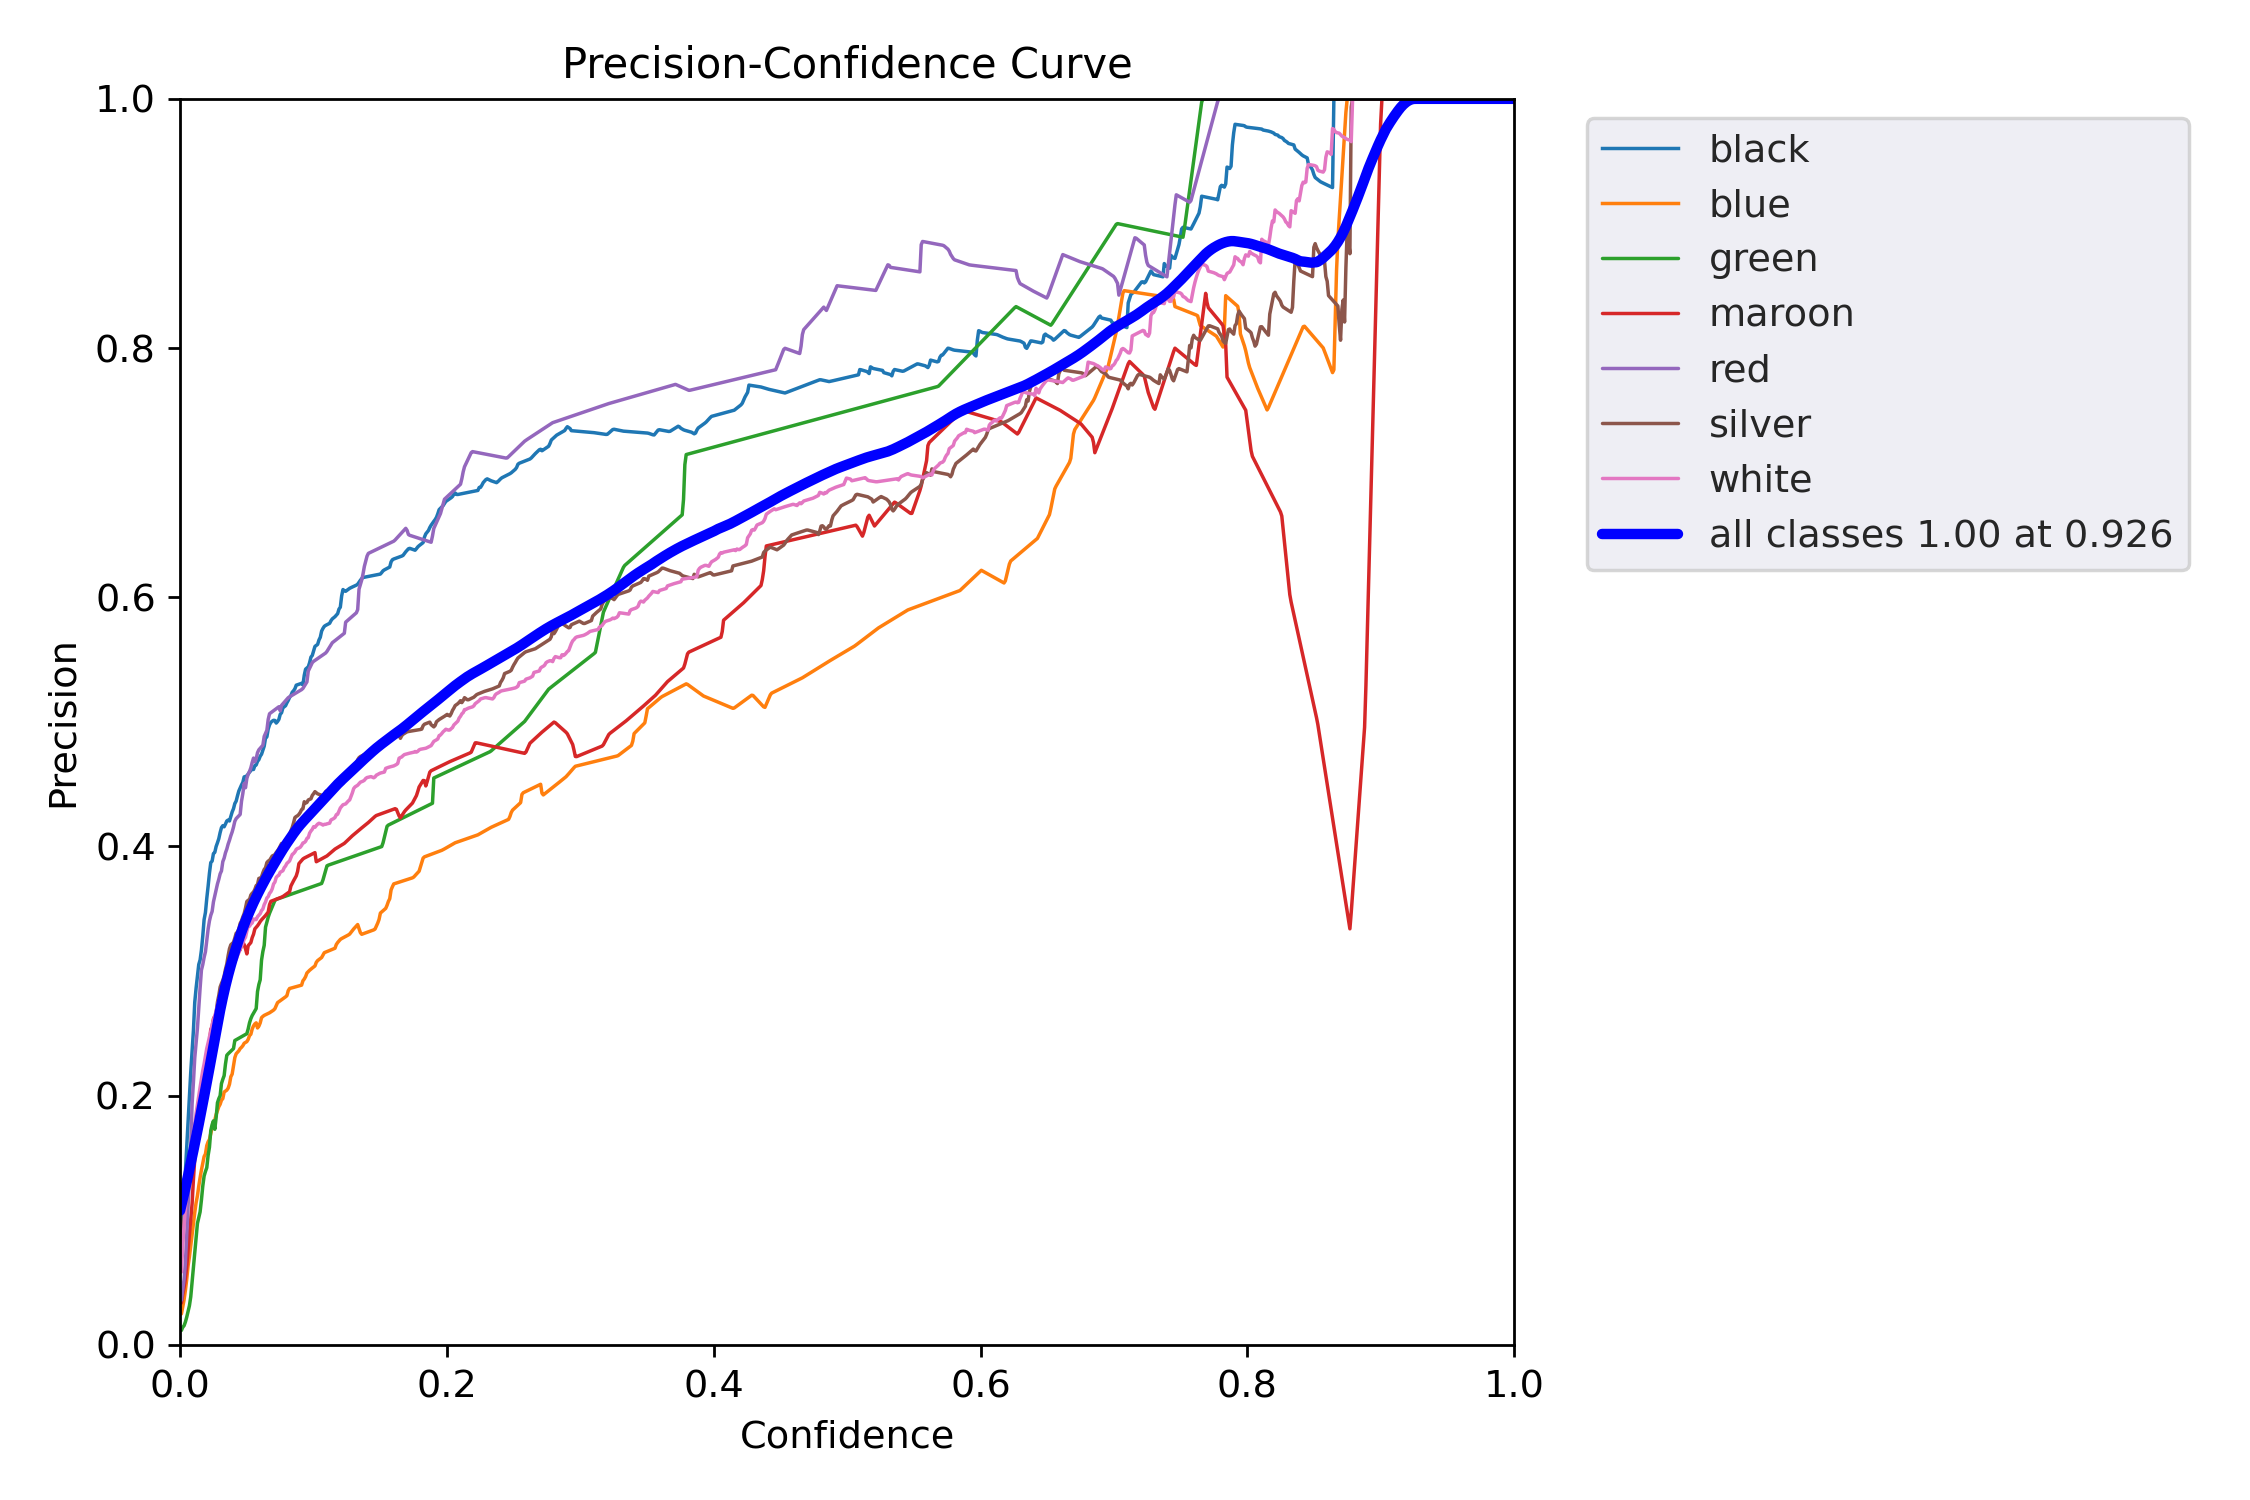 Precision-Confidence Curve
1.0
0.8
0.6
0.4
0.2
0.0
Precision
0.0 0.2 0.4 0.6 0.8 1.0
Confidence
black
blue
green
maroon
red
silver
white
all classes 1.00 at 0.926